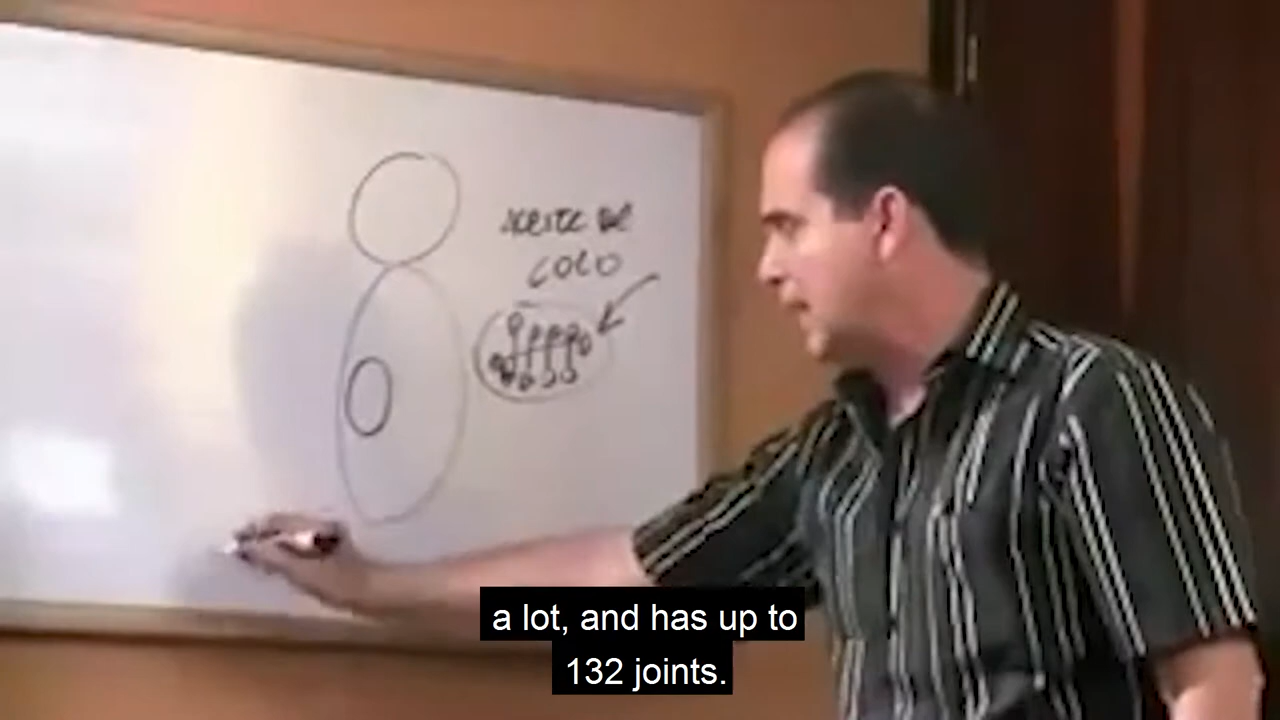 ACEITE DE
COCO
a lot, and has up to
132 joints.